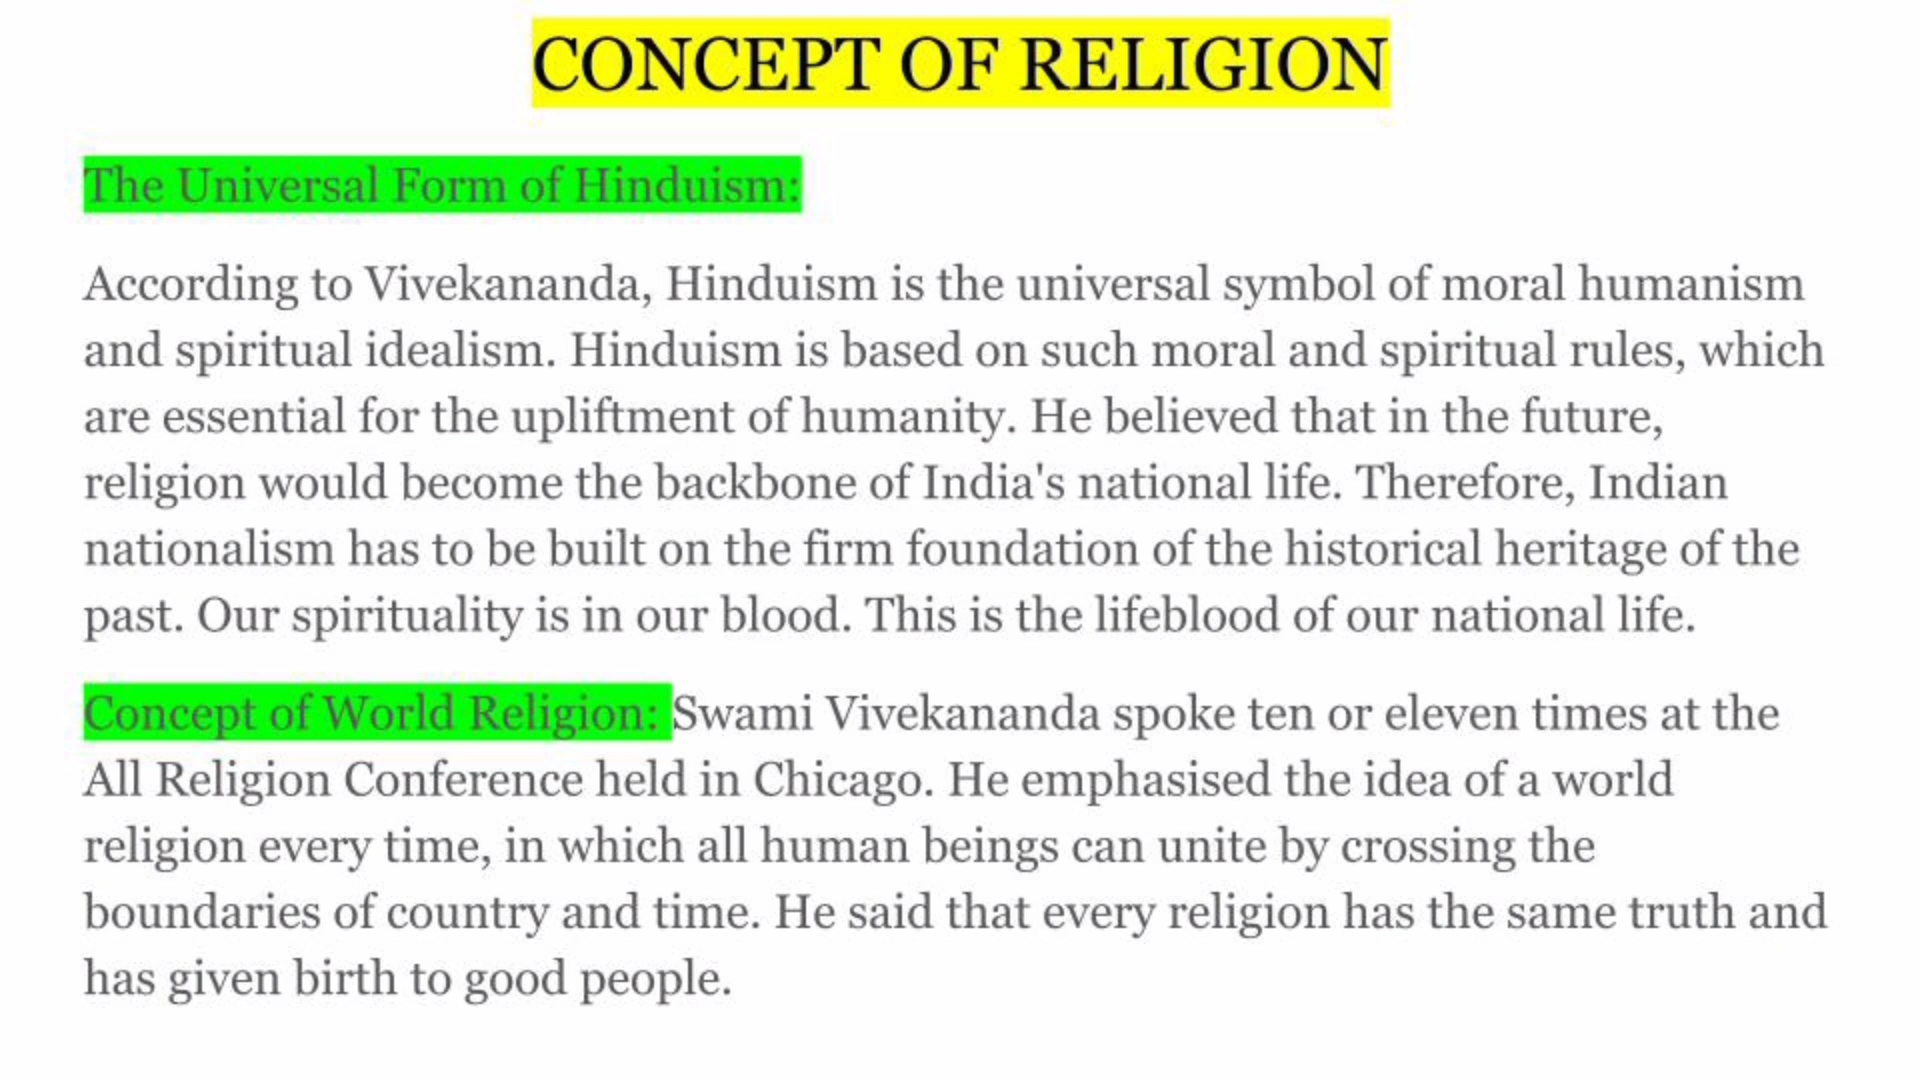 CONCEPT OF RELIGION
The Universal Form of Hinduism:
According to Vivekananda, Hinduism is the universal symbol of moral humanism
and spiritual idealism. Hinduism is based on such moral and spiritual rules, which
are essential for the upliftment of humanity. He believed that in the future,
religion would become the backbone of India's national life. Therefore, Indian
nationalism has to be built on the firm foundation of the historical heritage of the
past. Our spirituality is in our blood. This is the lifeblood of our national life.
Concept of World Religion: Swami Vivekananda spoke ten or eleven times at the
All Religion Conference held in Chicago. He emphasised the idea of a world
religion every time, in which all human beings can unite by crossing the
boundaries of country and time. He said that every religion has the same truth and
has given birth to good people.